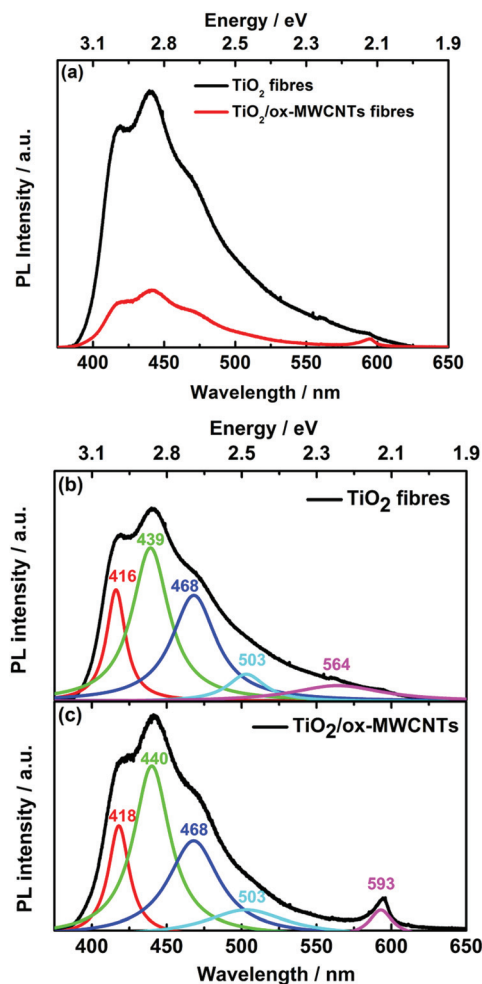 Energy / eV
3.1 2.8 2.5 2.3 2.1 1.9
(a)
TiO₂ fibres
TiO₂/ox-MWCNTs fibres
PL Intensity / a.u.
400 450 500 550 600 650
Wavelength / nm
Energy / eV
3.1 2.8 2.5 2.3 2.1 1.9
(b)
TiO₂ fibres
PL intensity / a.u.
416 439 468 503 564
(c)
TiO₂/ox-MWCNTs
PL intensity / a.u.
418 440 468 503 593
400 450 500 550 600 650
Wavelength / nm